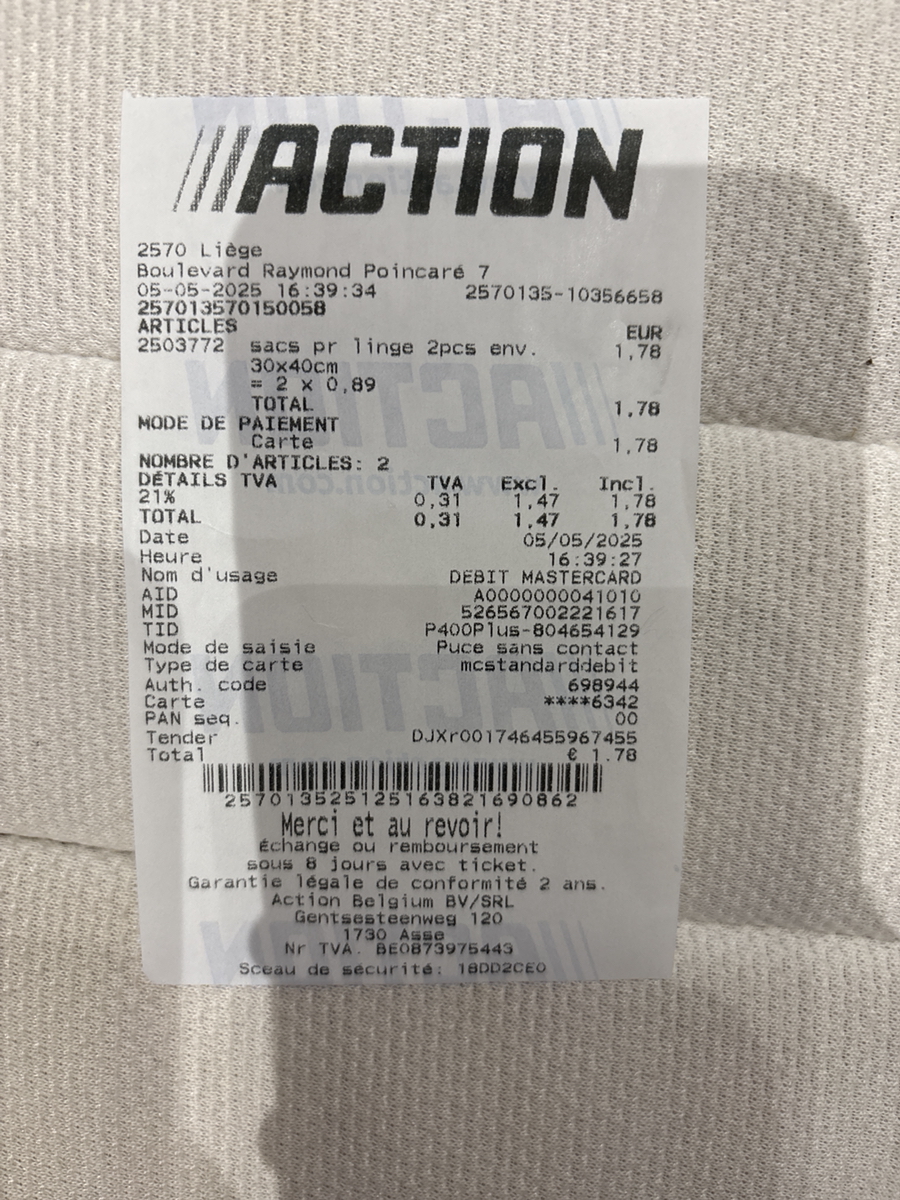 ACTION
2570 Liège
Boulevard Raymond Poincaré 7
05-05-2025 16:39:34 2570135-10356658
257013570150058
ARTICLES EUR
2503772 sacs pr linge 2pcs env. 1,78
30x40cm
= 2 x 0,89
TOTAL 1,78
MODE DE PAIEMENT
Carte 1,78
NOMBRE D'ARTICLES: 2
DÉTAILS TVA TVA Excl. Incl.
21% 0,31 1,47 1,78
TOTAL 0,31 1,47 1,78
Date 05/05/2025
Heure 16:39:27
Nom d'usage DEBIT MASTERCARD
AID A0000000041010
MID 526567002221617
TID P400Plus-804654129
Mode de saisie Puce sans contact
Type de carte mcstandarddebit
Auth. code 698944
Carte ****6342
PAN seq. 00
Tender DJXr001746455967455
Total € 1.78
257013525125163821690862
Merci et au revoir!
Échange ou remboursement
sous 8 jours avec ticket.
Garantie légale de conformité 2 ans.
Action Belgium BV/SRL
Gentsesteenweg 120
1730 Asse
Nr TVA. BE0873975443
Sceau de sécurité: 18DD2CE0